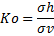 Ko = σh / σv